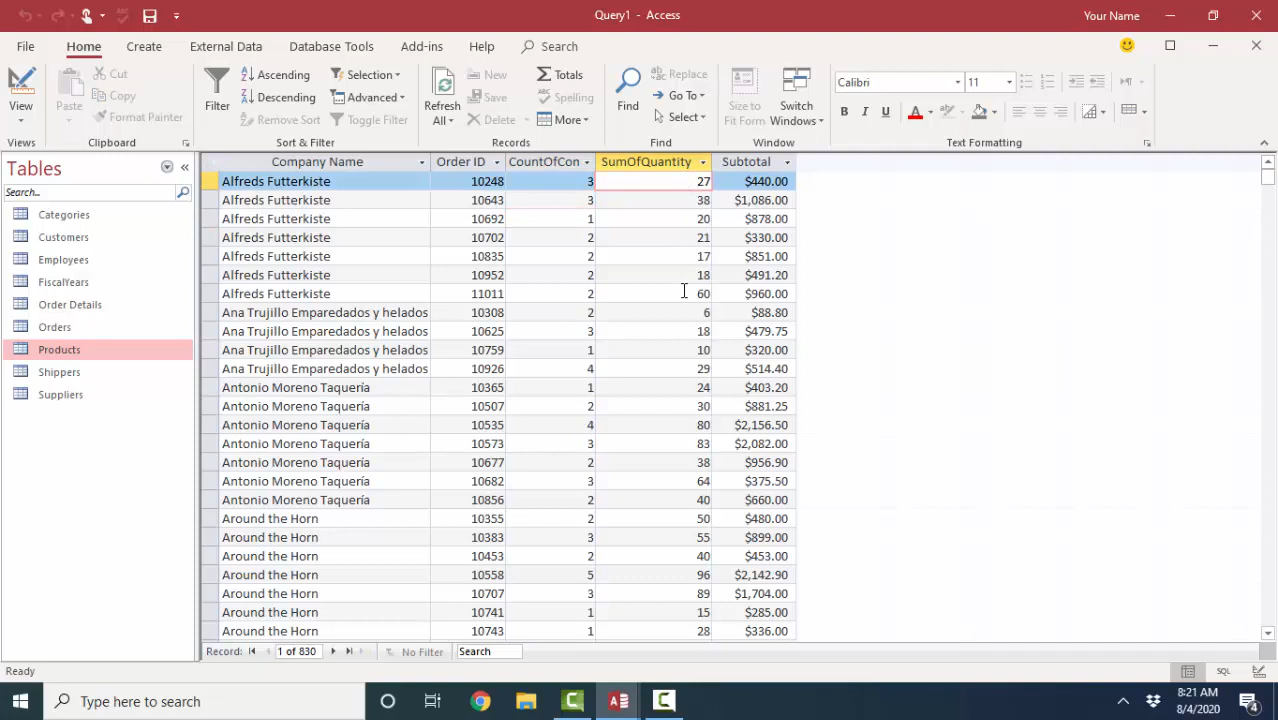 Query1 - Access Your Name
File Home Create External Data Database Tools Add-ins Help Search
View Paste Cut Copy Format Painter Filter Ascending Descending Remove Sort Selection Advanced Toggle Filter Refresh All New Save Delete Totals Spelling More Find Replace Go To Select Size to Fit Form Switch Windows Calibri 11 B I U A
Views Clipboard Sort & Filter Records Find Window Text Formatting
Tables
Search...
Categories
Customers
Employees
FiscalYears
Order Details
Orders
Products
Shippers
Suppliers
Company Name Order ID CountOfCon SumOfQuantity Subtotal
Alfreds Futterkiste 10248 3 27 $440.00
Alfreds Futterkiste 10643 3 38 $1,086.00
Alfreds Futterkiste 10692 1 20 $878.00
Alfreds Futterkiste 10702 2 21 $330.00
Alfreds Futterkiste 10835 2 17 $851.00
Alfreds Futterkiste 10952 2 18 $491.20
Alfreds Futterkiste 11011 2 60 $960.00
Ana Trujillo Emparedados y helados 10308 2 6 $88.80
Ana Trujillo Emparedados y helados 10625 3 18 $479.75
Ana Trujillo Emparedados y helados 10759 1 10 $320.00
Ana Trujillo Emparedados y helados 10926 4 29 $514.40
Antonio Moreno Taquería 10365 1 24 $403.20
Antonio Moreno Taquería 10507 2 30 $881.25
Antonio Moreno Taquería 10535 4 80 $2,156.50
Antonio Moreno Taquería 10573 3 83 $2,082.00
Antonio Moreno Taquería 10677 2 38 $956.90
Antonio Moreno Taquería 10682 3 64 $375.50
Antonio Moreno Taquería 10856 2 40 $660.00
Around the Horn 10355 2 50 $480.00
Around the Horn 10383 3 55 $899.00
Around the Horn 10453 2 40 $453.00
Around the Horn 10558 5 96 $2,142.90
Around the Horn 10707 3 89 $1,704.00
Around the Horn 10741 1 15 $285.00
Around the Horn 10743 1 28 $336.00
Record: 1 of 830 No Filter Search
Ready SQL
Type here to search 8:21 AM
8/4/2020 4